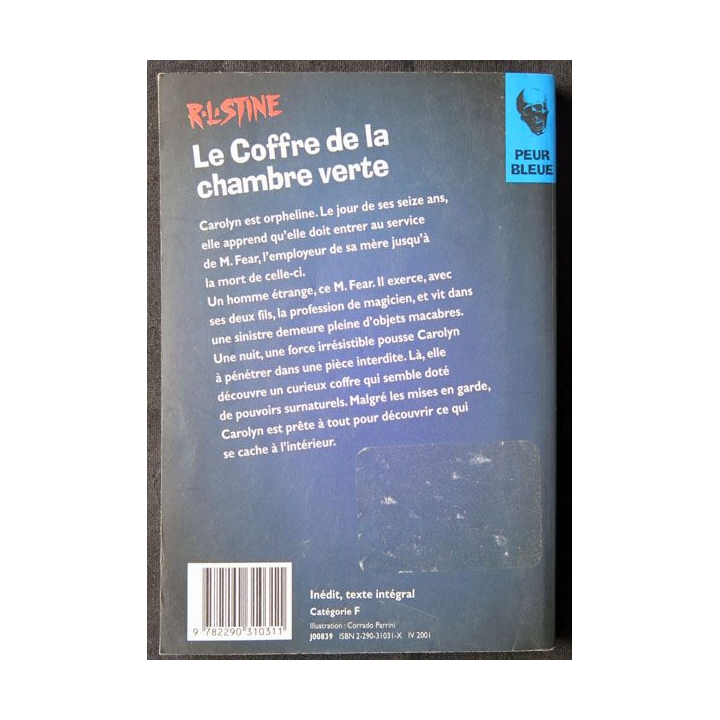 R.L.STINE
Le Coffre de la
chambre verte
PEUR
BLEUE
Carolyn est orpheline. Le jour de ses seize ans,
elle apprend qu'elle doit entrer au service
de M. Fear, l'employeur de sa mère jusqu'à
la mort de celle-ci.
Un homme étrange, ce M. Fear. Il exerce, avec
ses deux fils, la profession de magicien, et vit dans
une sinistre demeure pleine d'objets macabres.
Une nuit, une force irrésistible pousse Carolyn
à pénétrer dans une pièce interdite. Là, elle
découvre un curieux coffre qui semble doté
de pouvoirs surnaturels. Malgré les mises en garde,
Carolyn est prête à tout pour découvrir ce qui
se cache à l'intérieur.
9 782290 310311
Inédit, texte intégral
Catégorie F
Illustration : Corrado Parrini
J00839 ISBN 2-290-31031-X IV 2001